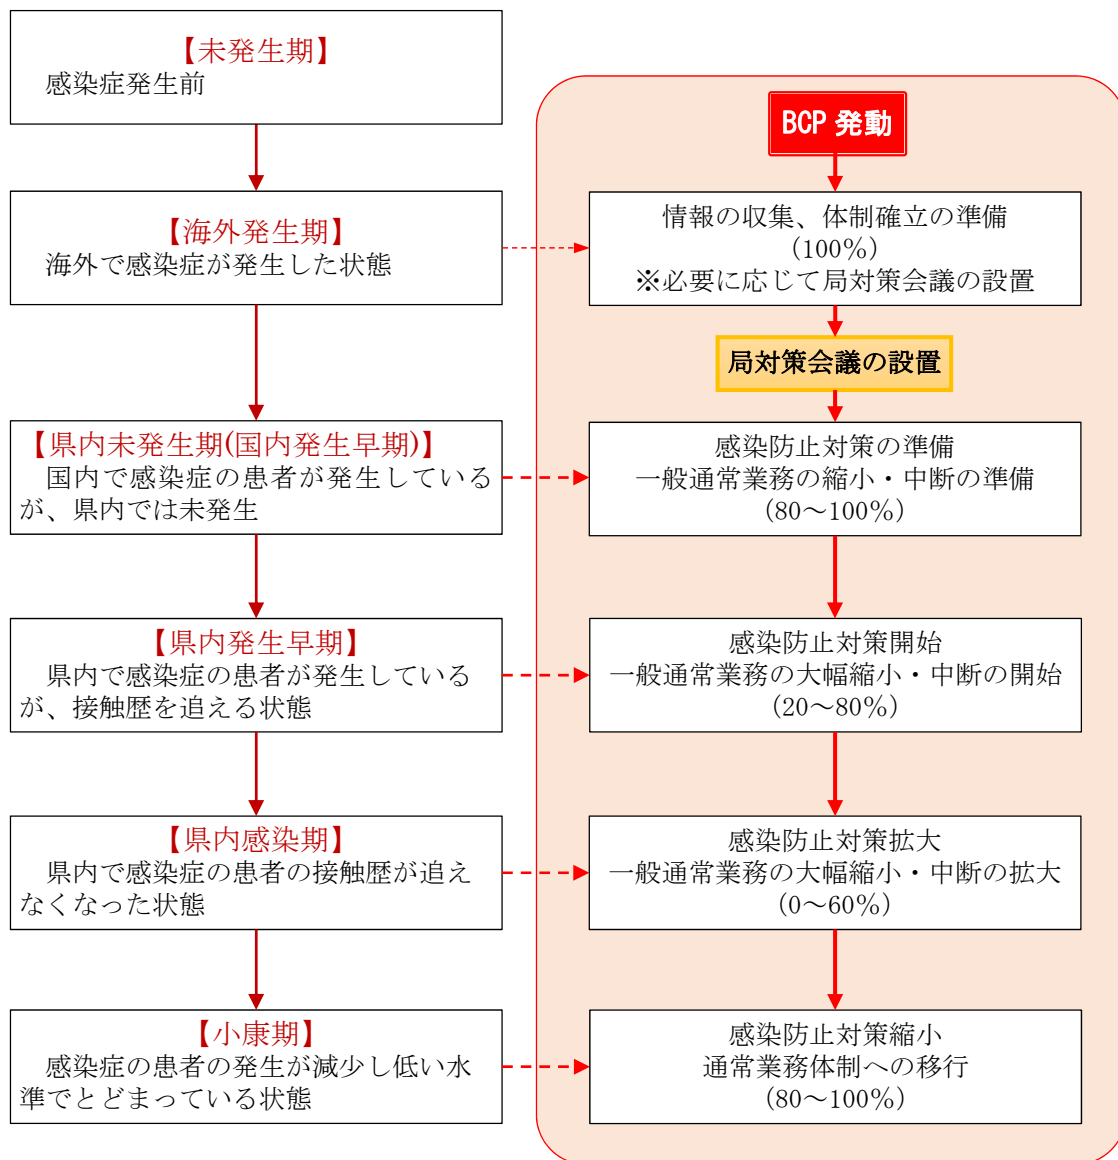 【未発生期】
感染症発生前
BCP 発動
【海外発生期】
海外で感染症が発生した状態
情報の収集、体制確立の準備
(100%)
※必要に応じて局対策会議の設置
局対策会議の設置
【県内未発生期(国内発生早期)】
国内で感染症の患者が発生している
が、県内では未発生
感染防止対策の準備
一般通常業務の縮小・中断の準備
(80～100%)
【県内発生早期】
県内で感染症の患者が発生している
が、接触歴を追える状態
感染防止対策開始
一般通常業務の大幅縮小・中断の開始
(20～80%)
【県内感染期】
県内で感染症の患者の接触歴が追え
なくなった状態
感染防止対策拡大
一般通常業務の大幅縮小・中断の拡大
(0～60%)
【小康期】
感染症の患者の発生が減少し低い水
準でとどまっている状態
感染防止対策縮小
通常業務体制への移行
(80～100%)